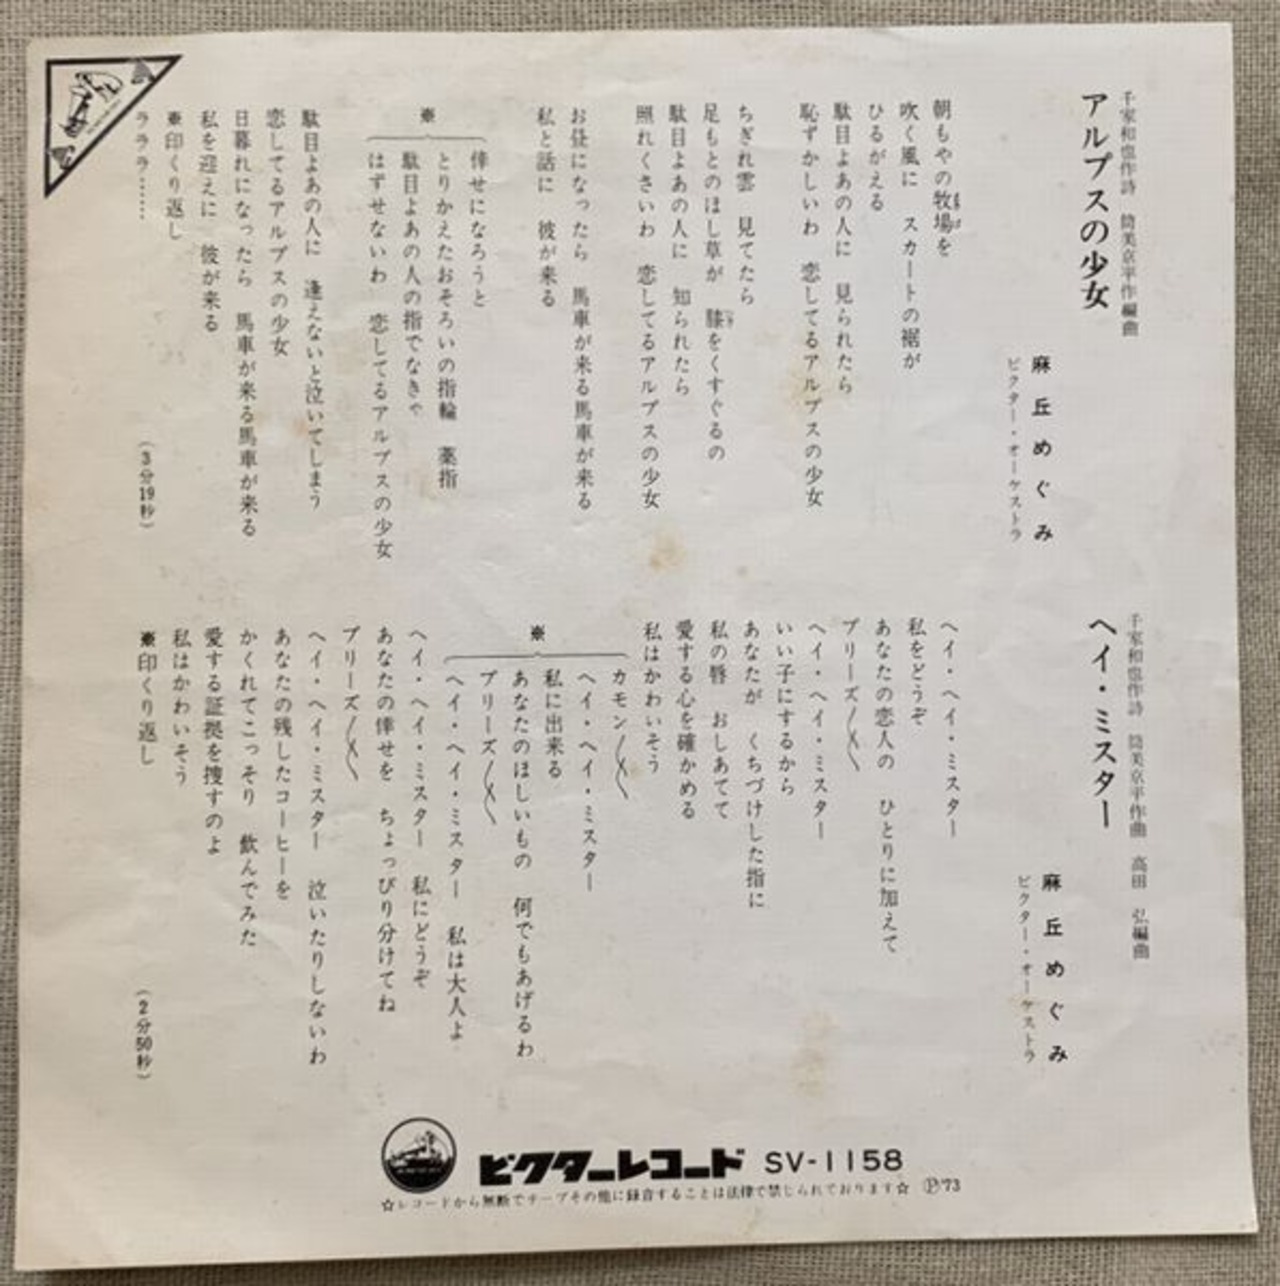 千家和也作詩 筒美京平作編曲
アルプスの少女
麻丘めぐみ
ビクター・オーケストラ
朝もやの牧場を
吹く風に スカートの裾が
ひるがえる
駄目よあの人に 見られたら
恥ずかしいわ 恋してるアルプスの少女
ちぎれ雲 見てたら
足もとのほし草が 膝をくすぐるの
駄目よあの人に 知られたら
照れくさいわ 恋してるアルプスの少女
お昼になったら 馬車が来る馬車が来る
私と話に 彼が来る
※
倖せになろうと
とりかえたおそろいの指輪 薬指
駄目よあの人の指でなきゃ
はずせないわ 恋してるアルプスの少女
駄目よあの人に 逢えないと泣いてしまう
恋してるアルプスの少女
日暮れになったら 馬車が来る馬車が来る
私を迎えに 彼が来る
※印くり返し
ラララ……
(3分19秒)
千家和也作詩 筒美京平作曲 高田 弘編曲
ヘイ・ミスター
麻丘めぐみ
ビクター・オーケストラ
ヘイ・ヘイ・ミスター
私をどうぞ
あなたの恋人の ひとりに加えて
プリーズ〳〵
ヘイ・ヘイ・ミスター
いい子にするから
あなたが くちづけした指に
私の唇 おしあてて
愛する心を確かめる
私はかわいそう
※
カモン〳〵
ヘイ・ヘイ・ミスター
私に出来る
あなたのほしいもの 何でもあげるわ
プリーズ〳〵
ヘイ・ヘイ・ミスター 私は大人よ
ヘイ・ヘイ・ミスター 私にどうぞ
あなたの倖せを ちょっぴり分けてね
プリーズ〳〵
ヘイ・ヘイ・ミスター 泣いたりしないわ
あなたの残したコーヒーを
かくれてこっそり 飲んでみた
愛する証拠を捜すのよ
私はかわいそう
※印くり返し
(2分50秒)
ビクターレコード SV-1158
☆レコードから無断でテープその他に録音することは法律で禁じられております☆ Ⓟ'73